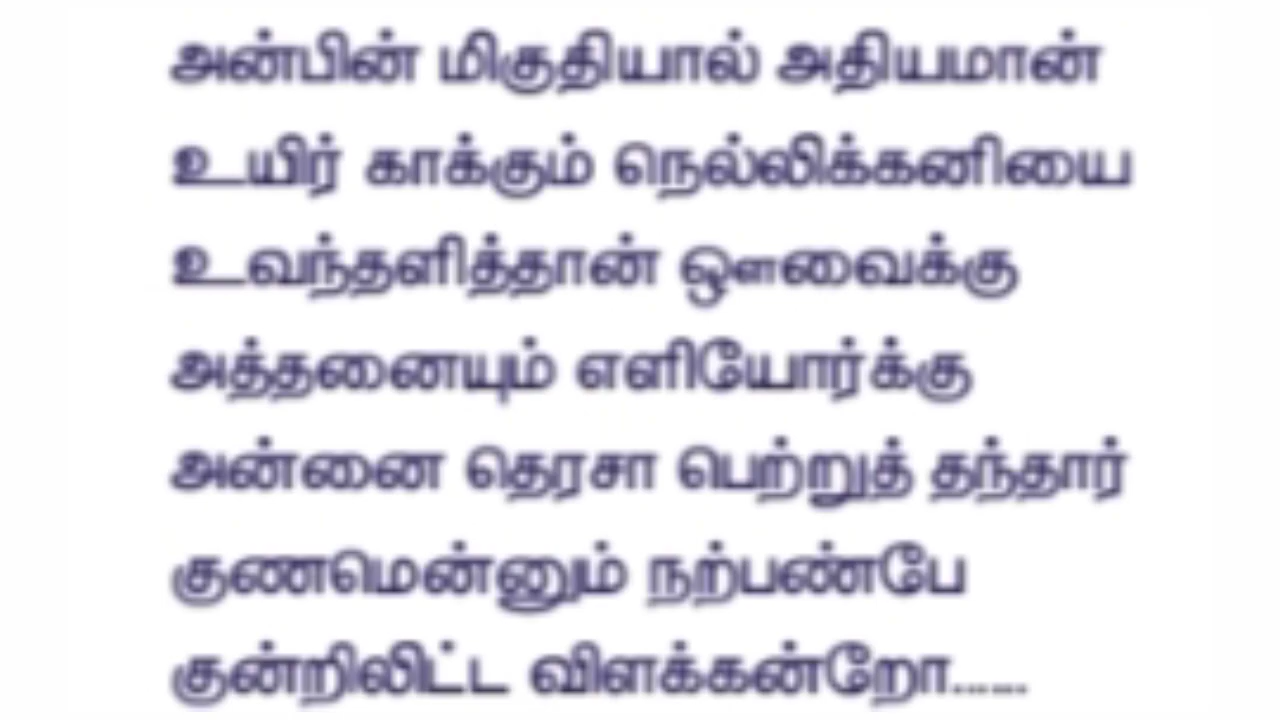 அன்பின் மிகுதியால் அதியமான்
உயிர் காக்கும் நெல்லிக்கனியை
உவந்தளித்தான் ஔவைக்கு
அத்தனையும் எளியோர்க்கு
அன்னை தெரசா பெற்றுத் தந்தார்
குணமென்னும் நற்பண்பே
குன்றிலிட்ட விளக்கன்றோ......